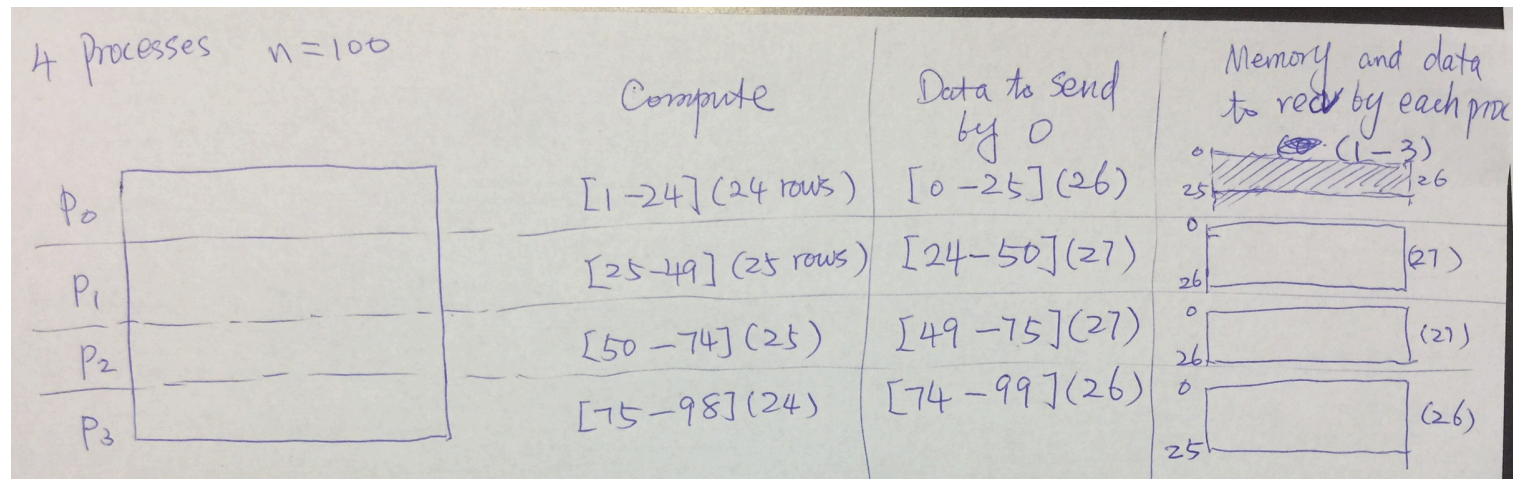 4 Processes n=100
Compute
Data to send
by 0
Memory and data
to recv by each proc
(1-3)
P0
[1-24] (24 rows)
[0-25] (26)
0
25
26
P1
[25-49] (25 rows)
[24-50] (27)
0
26
(27)
P2
[50-74] (25)
[49-75] (27)
0
26
(27)
P3
[75-98] (24)
[74-99] (26)
0
25
(26)